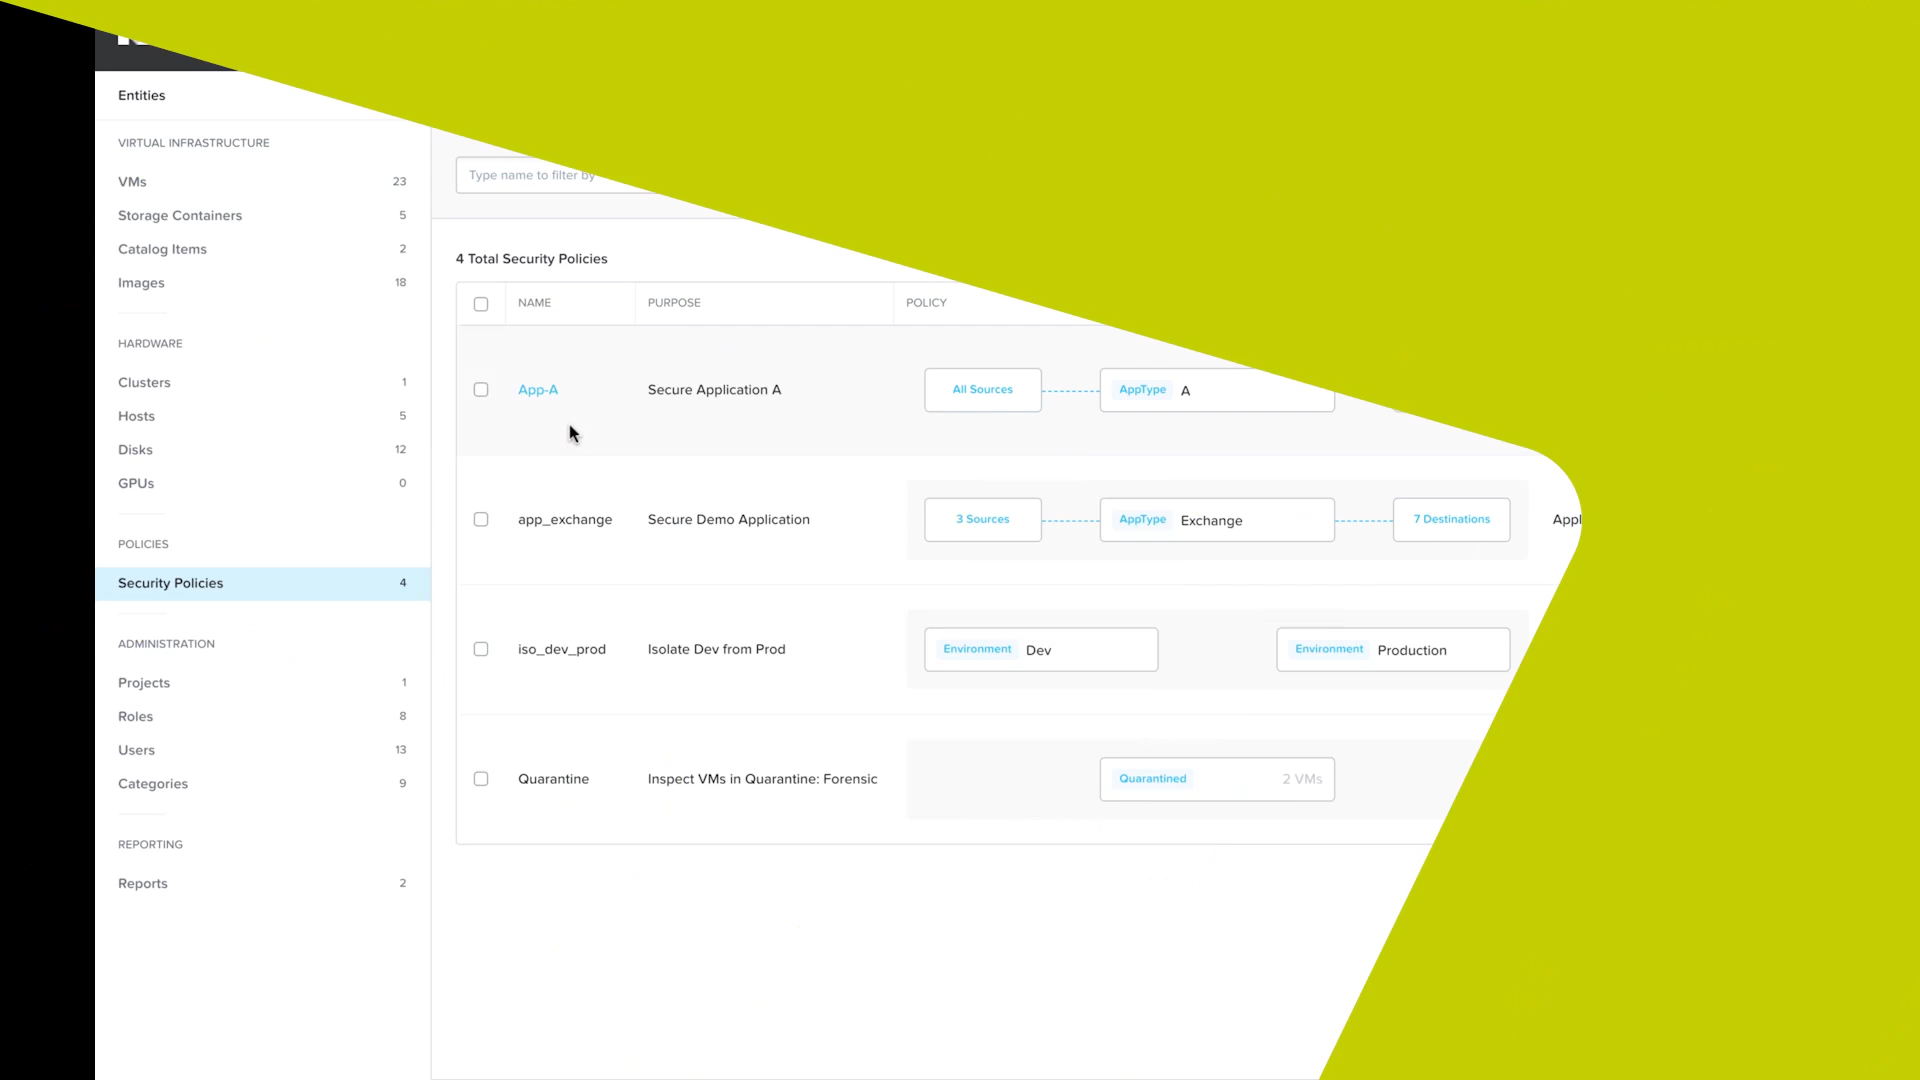 Entities
VIRTUAL INFRASTRUCTURE
VMs 23
Storage Containers 5
Catalog Items 2
Images 18
HARDWARE
Clusters 1
Hosts 5
Disks 12
GPUs 0
POLICIES
Security Policies 4
ADMINISTRATION
Projects 1
Roles 8
Users 13
Categories 9
REPORTING
Reports 2
Type name to filter by
4 Total Security Policies
NAME PURPOSE POLICY
App-A Secure Application A All Sources AppType A
app_exchange Secure Demo Application 3 Sources AppType Exchange 7 Destinations Appl
iso_dev_prod Isolate Dev from Prod Environment Dev Environment Production
Quarantine Inspect VMs in Quarantine: Forensic Quarantined 2 VMs